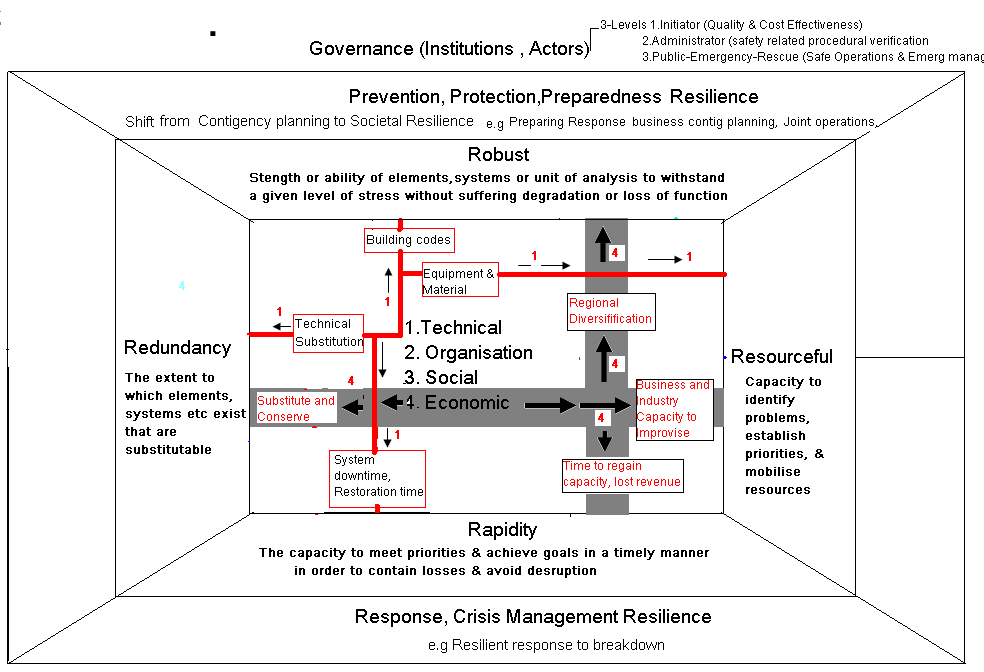 3-Levels 1.Initiator (Quality & Cost Effectiveness)
2.Administrator (safety related procedural verification
3.Public-Emergency-Rescue (Safe Operations & Emerg manag
Governance (Institutions , Actors)
Prevention, Protection,Preparedness Resilience
Shift from Contigency planning to Societal Resilience e.g Preparing Response business contig planning, Joint operations,
Robust
Stength or ability of elements,systems or unit of analysis to withstand
a given level of stress without suffering degradation or loss of function
Building codes
1
1
4
Equipment &
Material
1
4
Regional
Diversifification
1
Technical
Substitution
1.Technical
2. Organisation
3. Social
4. Economic
Redundancy
The extent to
which elements,
systems etc exist
that are
substitutable
4
4
Substitute and
Conserve
Business and
Industry
Capacity to
Improvise
4
1
Resourceful
Capacity to
identify
problems,
establish
priorities, &
mobilise
resources
System
downtime,
Restoration time
Time to regain
capacity, lost revenue
Rapidity
The capacity to meet priorities & achieve goals in a timely manner
in order to contain losses & avoid desruption
Response, Crisis Management Resilience
e.g Resilient response to breakdown